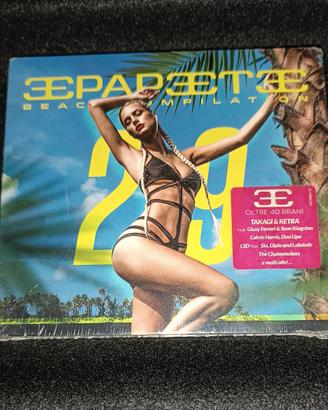 PAPEETE
BEACH COMPILATION
29
OLTRE 40 BRANI
TAKAGI & KETRA
feat. Giusy Ferreri & Sean Kingston
Calvin Harris, Dua Lipa
LSD feat. Sia, Diplo and Labrinth
The Chainsmokers
e molti altri ...